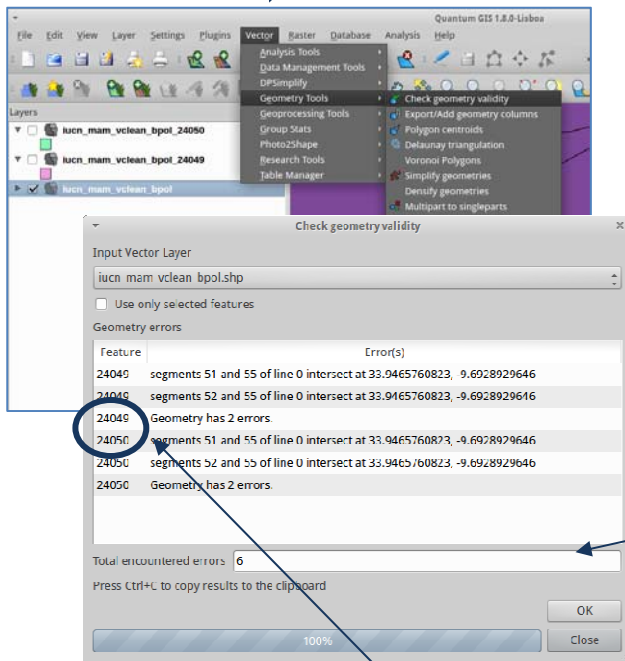 Quantum GIS 1.8.0-Lisboa
File Edit View Layer Settings Plugins Vector Raster Database Analysis Help
Analysis Tools
Data Management Tools
DPSimplify
Geometry Tools
Check geometry validity
Layers
Geoprocessing Tools
Export/Add geometry columns
iucn_mam_vclean_bpol_24050
Group Stats
Polygon centroids
Photo2Shape
Delaunay triangulation
iucn_mam_vclean_bpol_24049
Research Tools
Voronoi Polygons
Table Manager
Simplify geometries
iucn_mam_vclean_bpol
Densify geometries
Multipart to singleparts
Check geometry validity
Input Vector Layer
iucn_mam_vclean_bpol.shp
Use only selected features
Geometry errors
Feature Error(s)
24049 segments 51 and 55 of line 0 intersect at 33.9465760823, -9.6928929646
24049 segments 52 and 55 of line 0 intersect at 33.9465760823, -9.6928929646
24049 Geometry has 2 errors.
24050 segments 51 and 55 of line 0 intersect at 33.9465760823, -9.6928929646
24050 segments 52 and 55 of line 0 intersect at 33.9465760823, -9.6928929646
24050 Geometry has 2 errors.
Total encountered errors 6
Press Ctrl+C to copy results to the clipboard
OK
100% Close